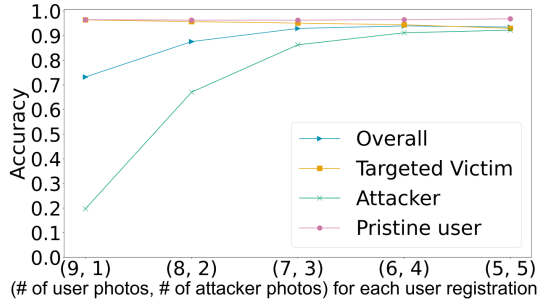 1.0
0.9
0.8
0.7
0.6
0.5
0.4
0.3
0.2
0.1
0.0
Accuracy
Overall
Targeted Victim
Attacker
Pristine user
(9, 1) (8, 2) (7, 3) (6, 4) (5, 5)
(# of user photos, # of attacker photos) for each user registration